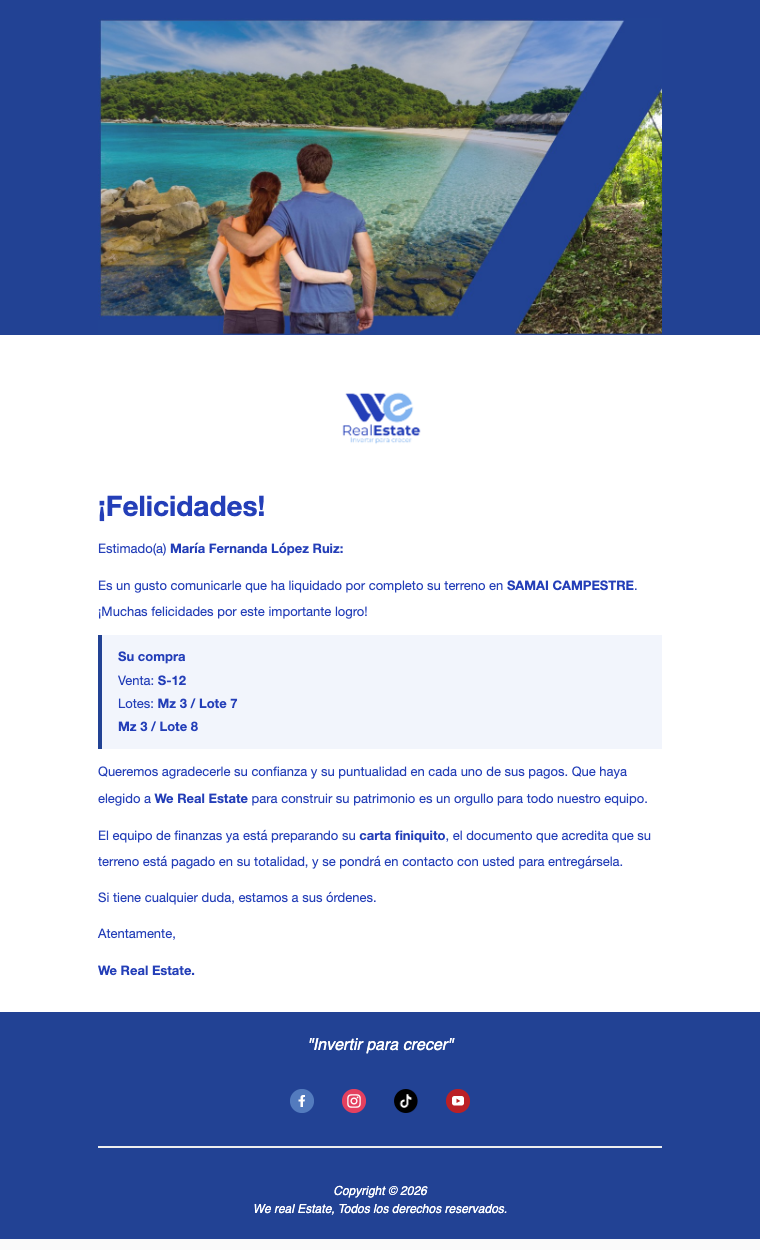 We
RealEstate
Invertir para crecer
¡Felicidades!
Estimado(a) María Fernanda López Ruiz:
Es un gusto comunicarle que ha liquidado por completo su terreno en SAMAI CAMPESTRE.
¡Muchas felicidades por este importante logro!
Su compra
Venta: S-12
Lotes: Mz 3 / Lote 7
Mz 3 / Lote 8
Queremos agradecerle su confianza y su puntualidad en cada uno de sus pagos. Que haya
elegido a We Real Estate para construir su patrimonio es un orgullo para todo nuestro equipo.
El equipo de finanzas ya está preparando su carta finiquito, el documento que acredita que su
terreno está pagado en su totalidad, y se pondrá en contacto con usted para entregársela.
Si tiene cualquier duda, estamos a sus órdenes.
Atentamente,
We Real Estate.
"Invertir para crecer"
Copyright © 2026
We real Estate, Todos los derechos reservados.